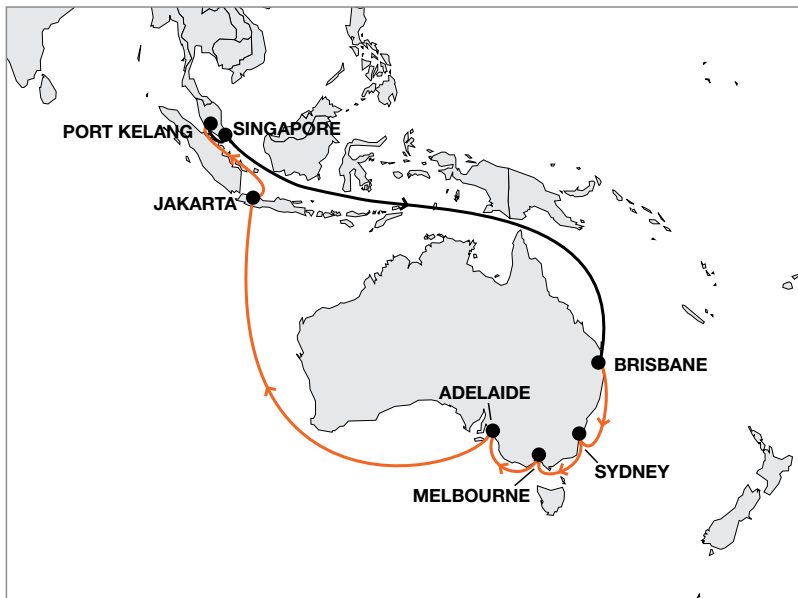 PORT KELANG
SINGAPORE
JAKARTA
BRISBANE
ADELAIDE
SYDNEY
MELBOURNE